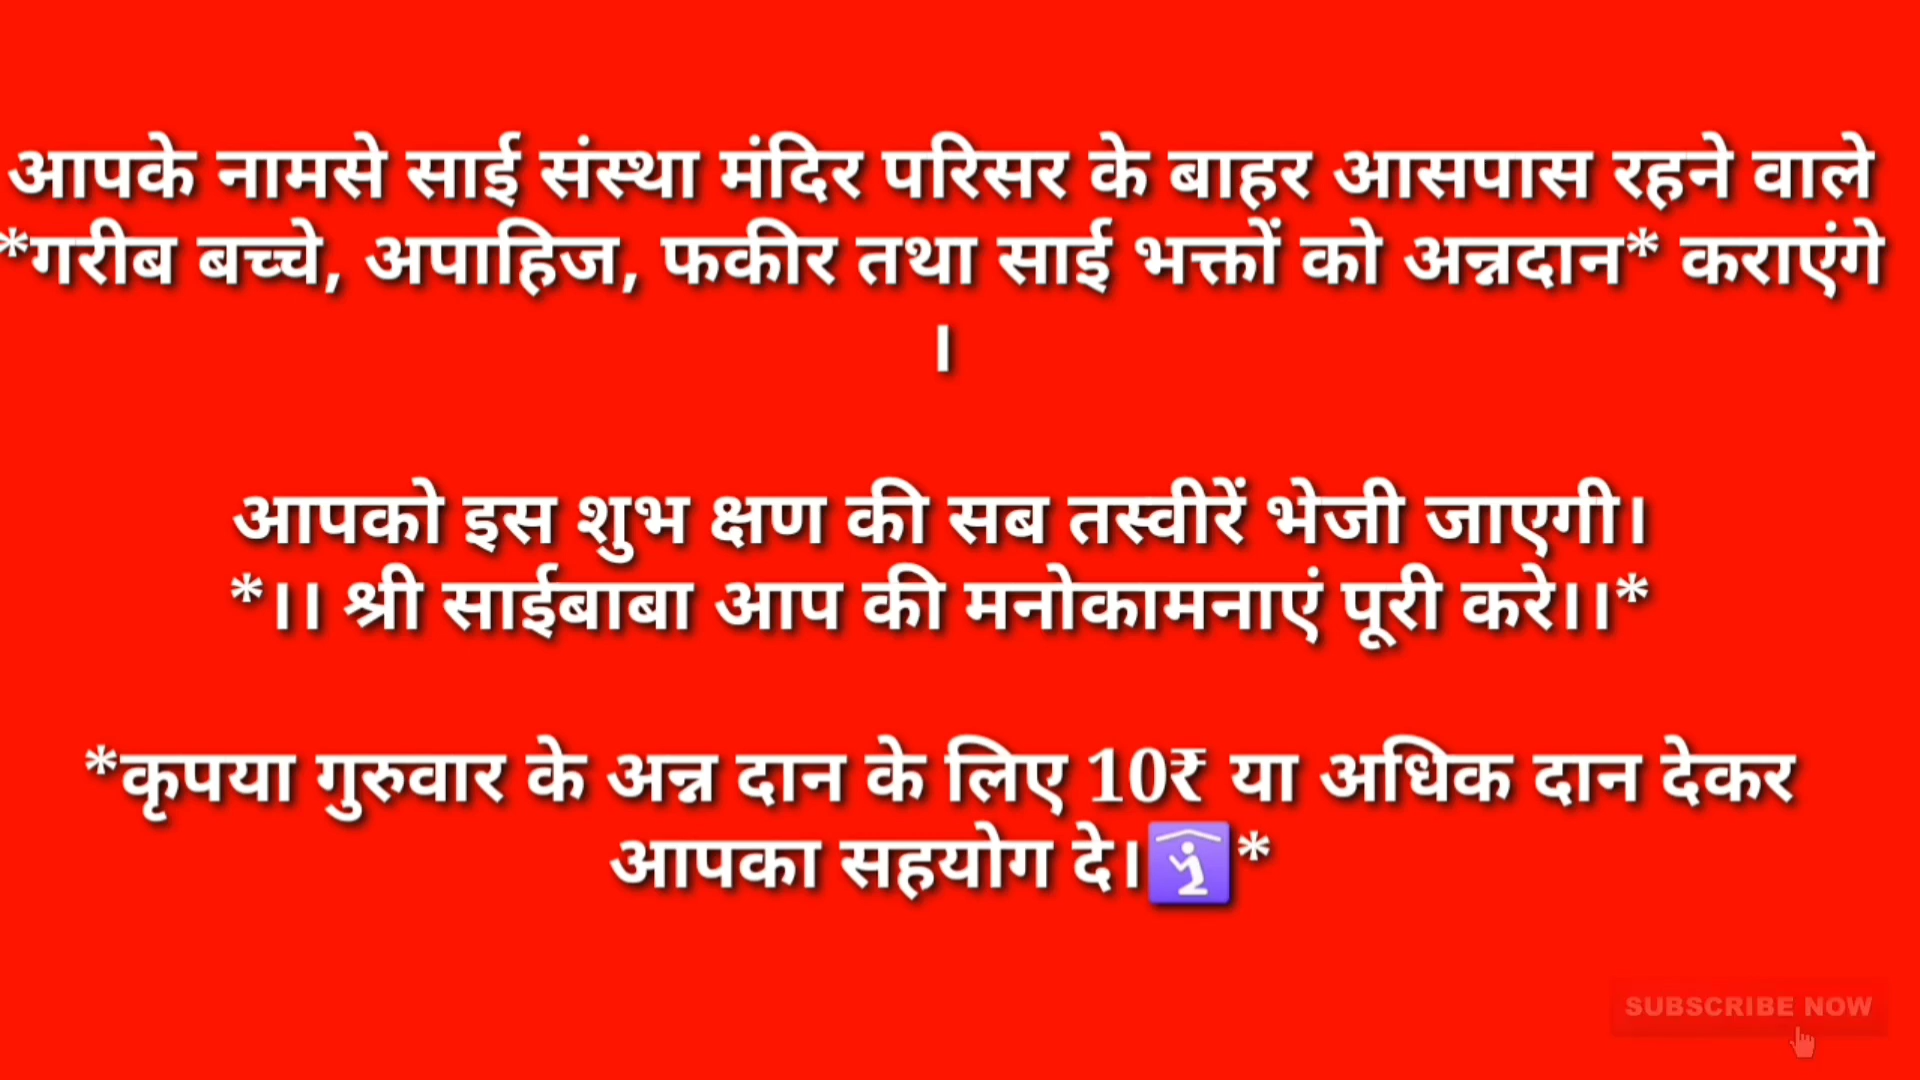 आपके नामसे साई संस्था मंदिर परिसर के बाहर आसपास रहने वाले
*गरीब बच्चे, अपाहिज, फकीर तथा साई भक्तों को अन्नदान* कराएंगे
।
आपको इस शुभ क्षण की सब तस्वीरें भेजी जाएगी।
*।। श्री साईबाबा आप की मनोकामनाएं पूरी करे।।*
*कृपया गुरुवार के अन्न दान के लिए 10₹ या अधिक दान देकर
आपका सहयोग दे।🛐*
SUBSCRIBE NOW